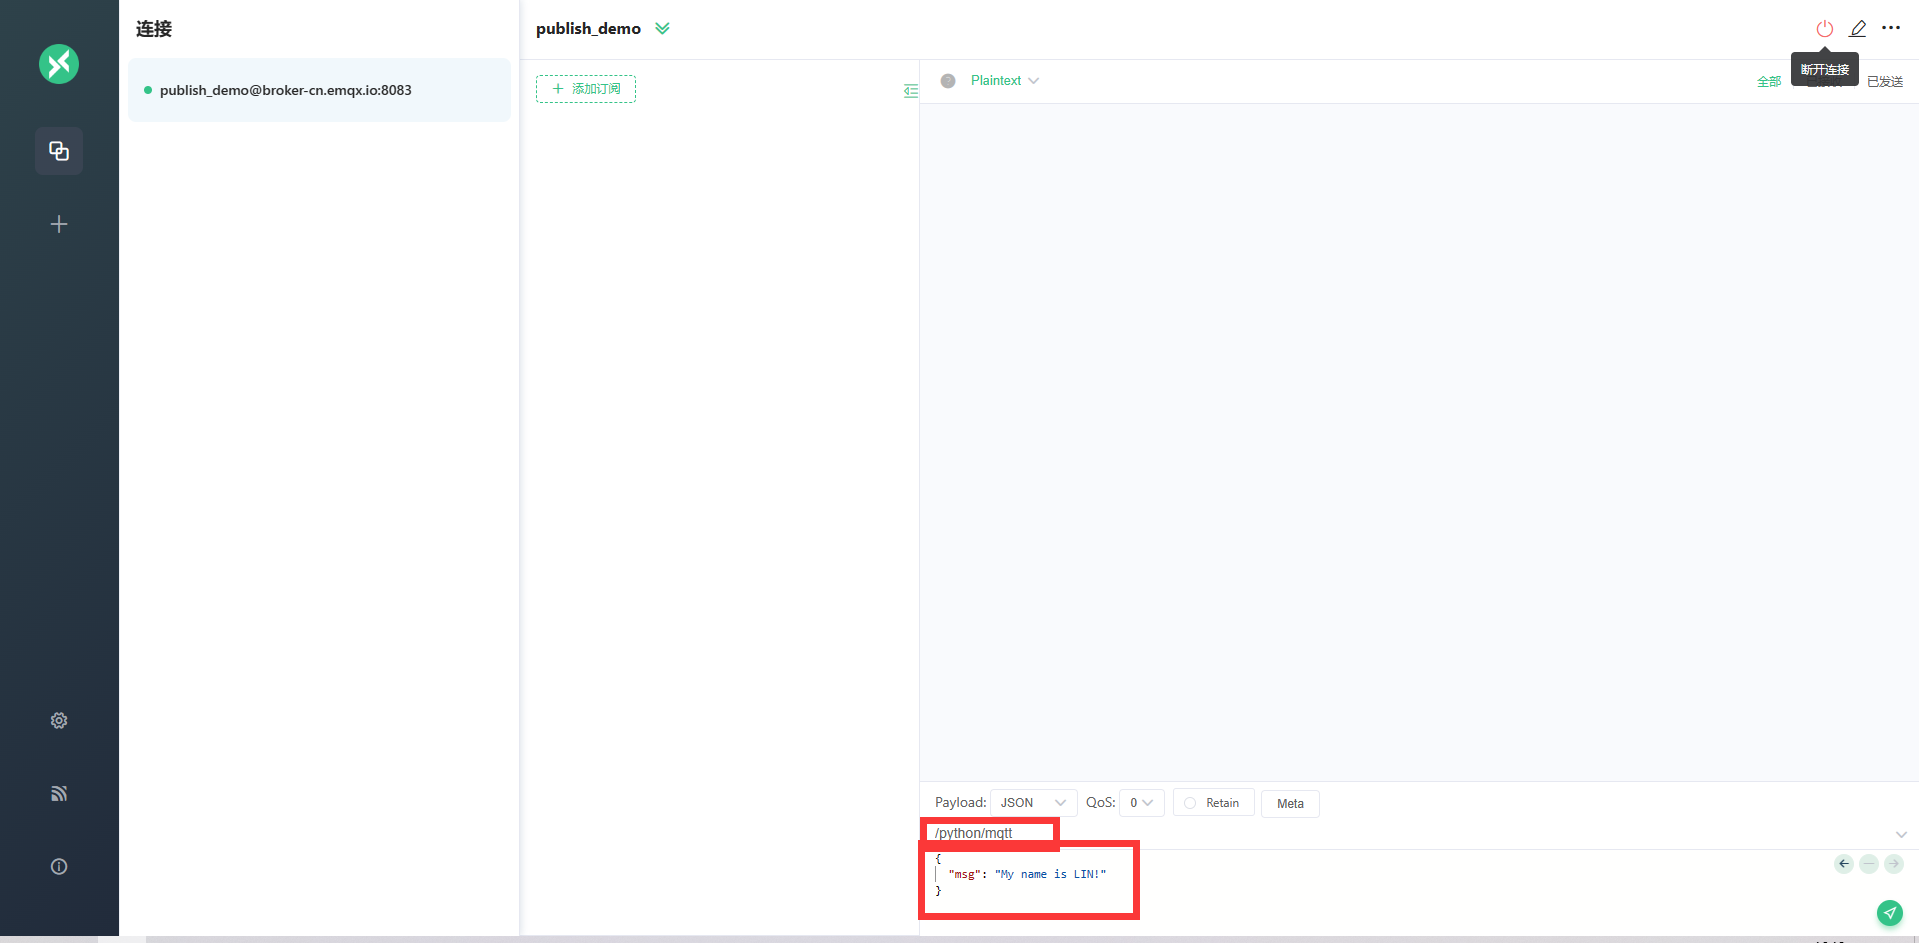 连接
publish_demo@broker-cn.emqx.io:8083
publish_demo
添加订阅
Plaintext
断开连接
全部
已发送
Payload: JSON QoS: 0 Retain Meta
/python/mqtt
{
"msg": "My name is LIN!"
}